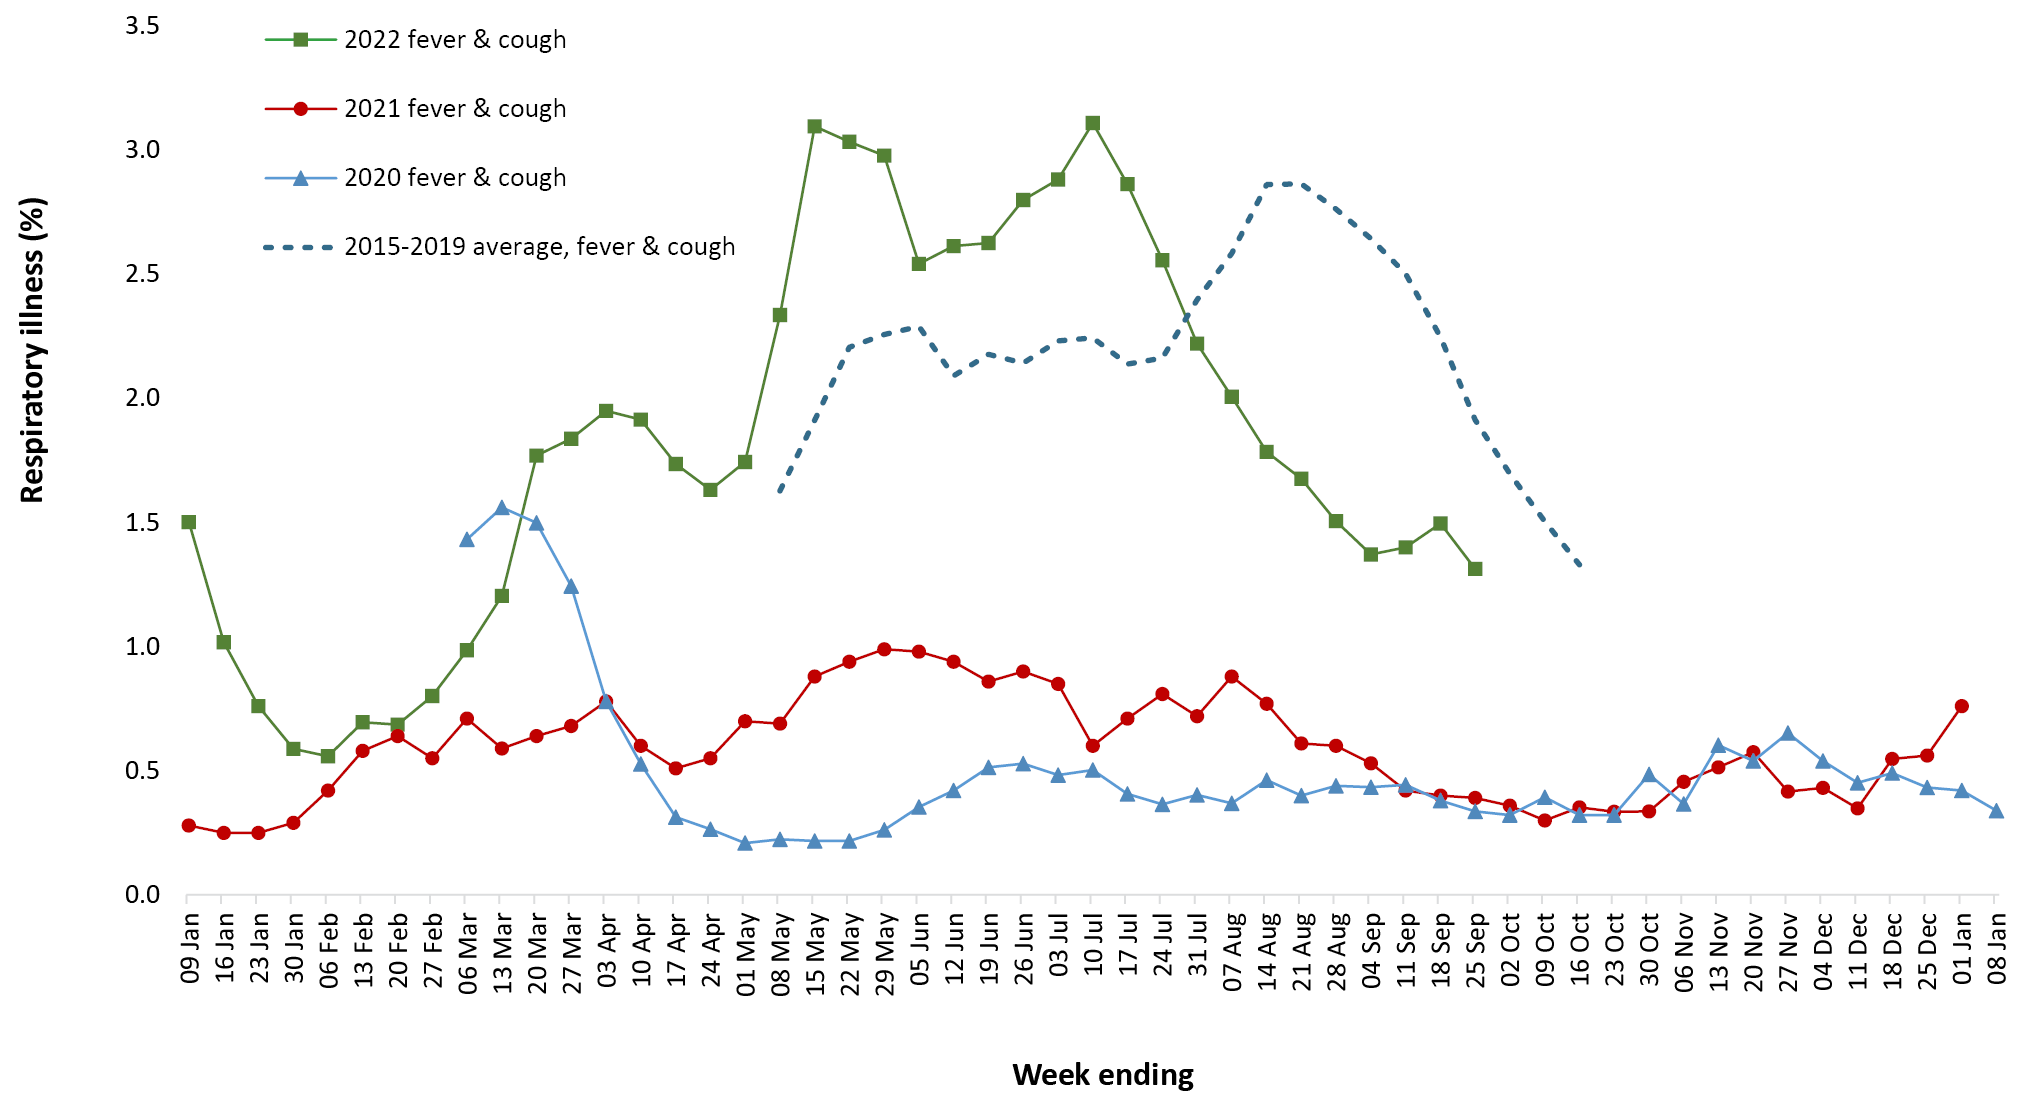 3.5
3.0
2.5
2.0
1.5
1.0
0.5
0.0
Respiratory illness (%)
2022 fever & cough
2021 fever & cough
2020 fever & cough
2015-2019 average, fever & cough
09 Jan
16 Jan
23 Jan
30 Jan
06 Feb
13 Feb
20 Feb
27 Feb
06 Mar
13 Mar
20 Mar
27 Mar
03 Apr
10 Apr
17 Apr
24 Apr
01 May
08 May
15 May
22 May
29 May
05 Jun
12 Jun
19 Jun
26 Jun
03 Jul
10 Jul
17 Jul
24 Jul
31 Jul
07 Aug
14 Aug
21 Aug
28 Aug
04 Sep
11 Sep
18 Sep
25 Sep
02 Oct
09 Oct
16 Oct
23 Oct
30 Oct
06 Nov
13 Nov
20 Nov
27 Nov
04 Dec
11 Dec
18 Dec
25 Dec
01 Jan
08 Jan
Week ending